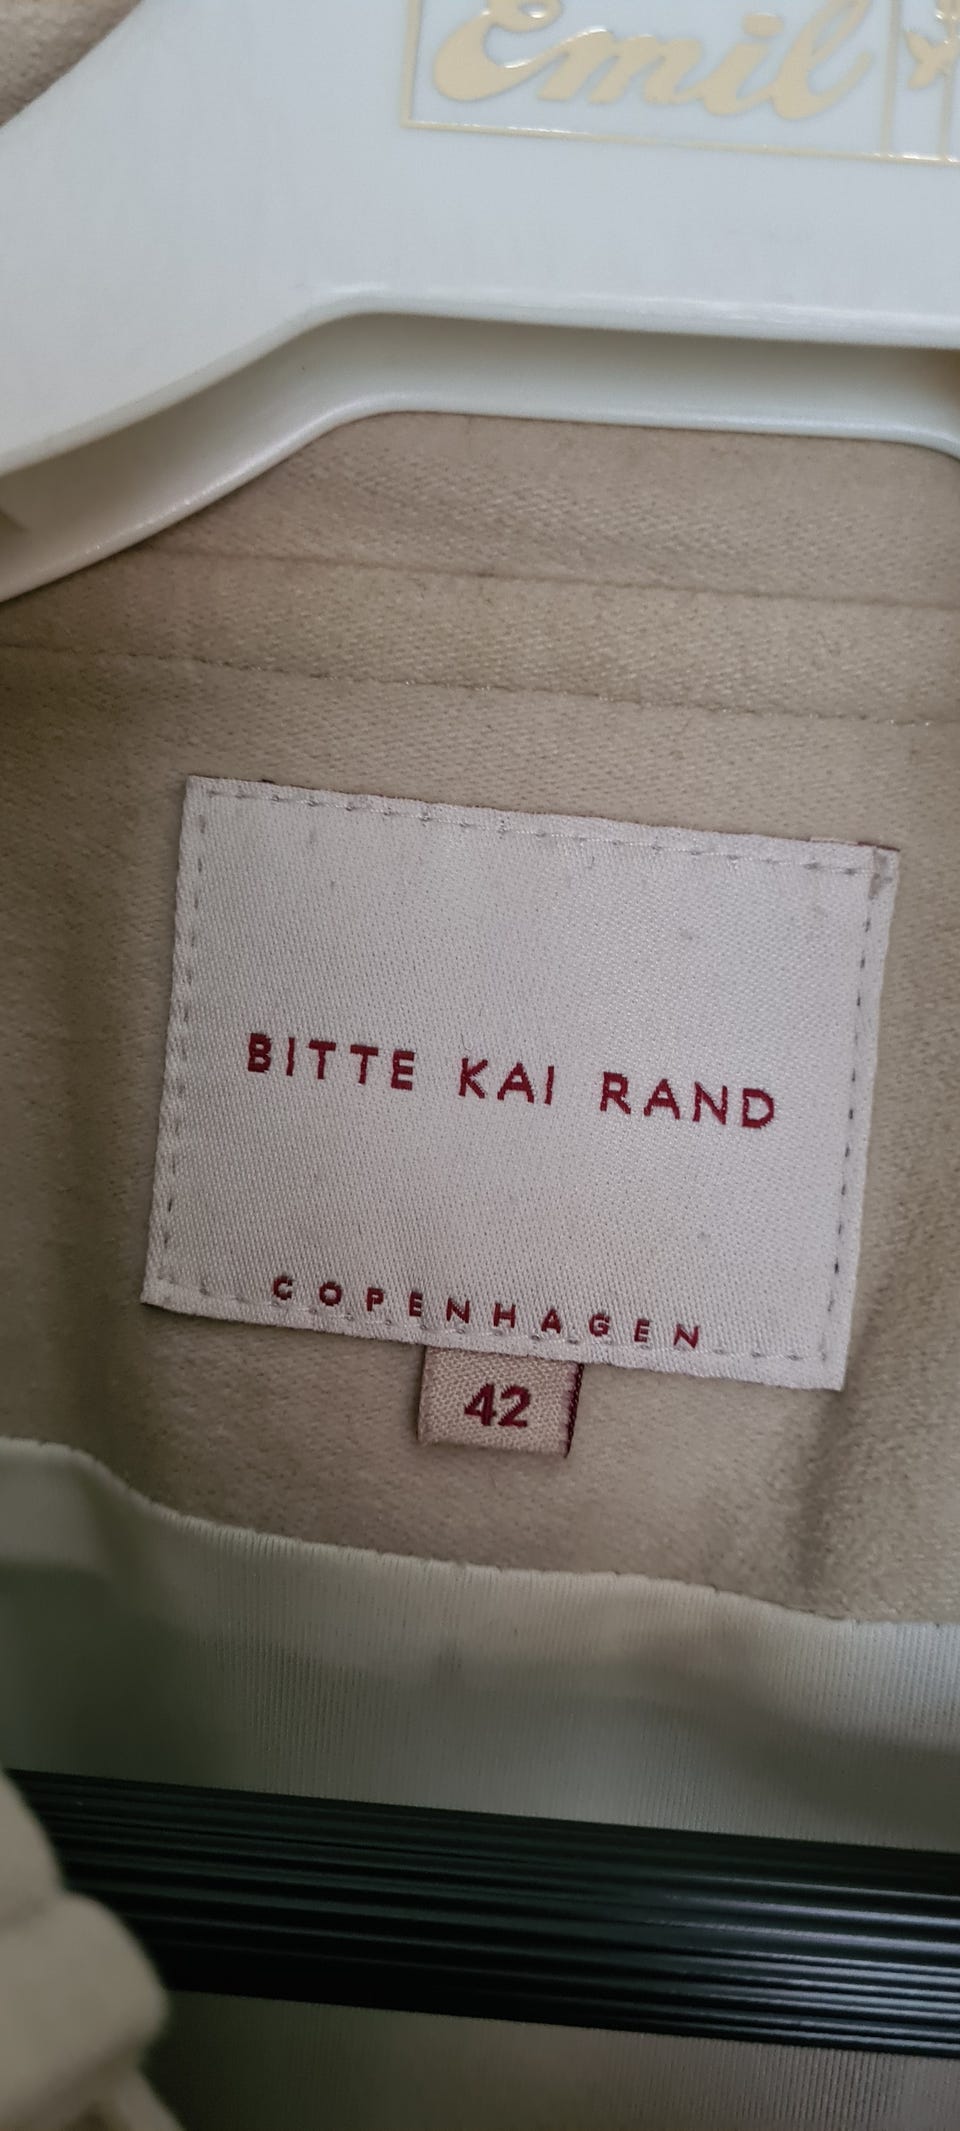 Emil
BITTE KAI RAND
COPENHAGEN
42